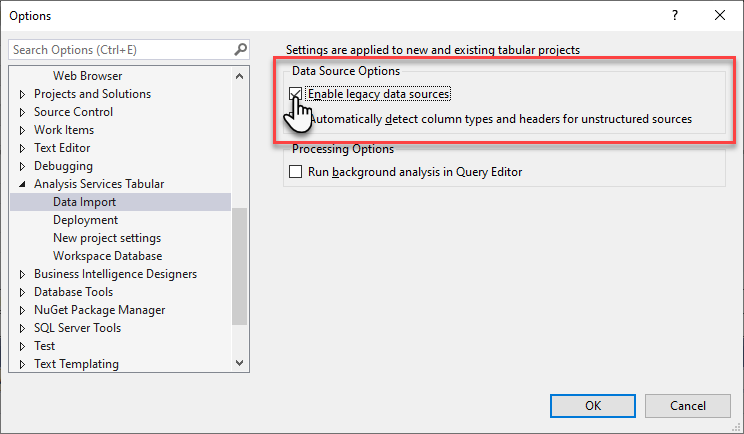 Options
?
Search Options (Ctrl+E)
Web Browser
Projects and Solutions
Source Control
Work Items
Text Editor
Debugging
Analysis Services Tabular
Data Import
Deployment
New project settings
Workspace Database
Business Intelligence Designers
Database Tools
NuGet Package Manager
SQL Server Tools
Test
Text Templating
Settings are applied to new and existing tabular projects
Data Source Options
Enable legacy data sources
Automatically detect column types and headers for unstructured sources
Processing Options
Run background analysis in Query Editor
OK
Cancel